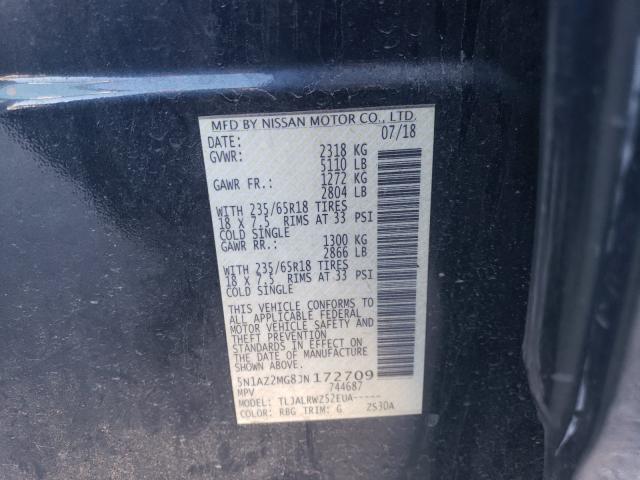 MFD BY NISSAN MOTOR CO., LTD.
DATE: 07/18
GVWR: 2318 KG
5110 LB
GAWR FR.: 1272 KG
2804 LB
WITH 235/65R18 TIRES
18 X 7.5 RIMS AT 33 PSI
COLD SINGLE
GAWR RR.: 1300 KG
2866 LB
WITH 235/65R18 TIRES
18 X 7.5 RIMS AT 33 PSI
COLD SINGLE
THIS VEHICLE CONFORMS TO
ALL APPLICABLE FEDERAL
MOTOR VEHICLE SAFETY AND
THEFT PREVENTION
STANDARDS IN EFFECT ON
THE DATE OF MANUFACTURE
SHOWN ABOVE.
5N1AZ2MG8JN172709
MPV 744687
MODEL: TLJALRWZ52EUA-----
COLOR: RBG TRIM: G ZS30A